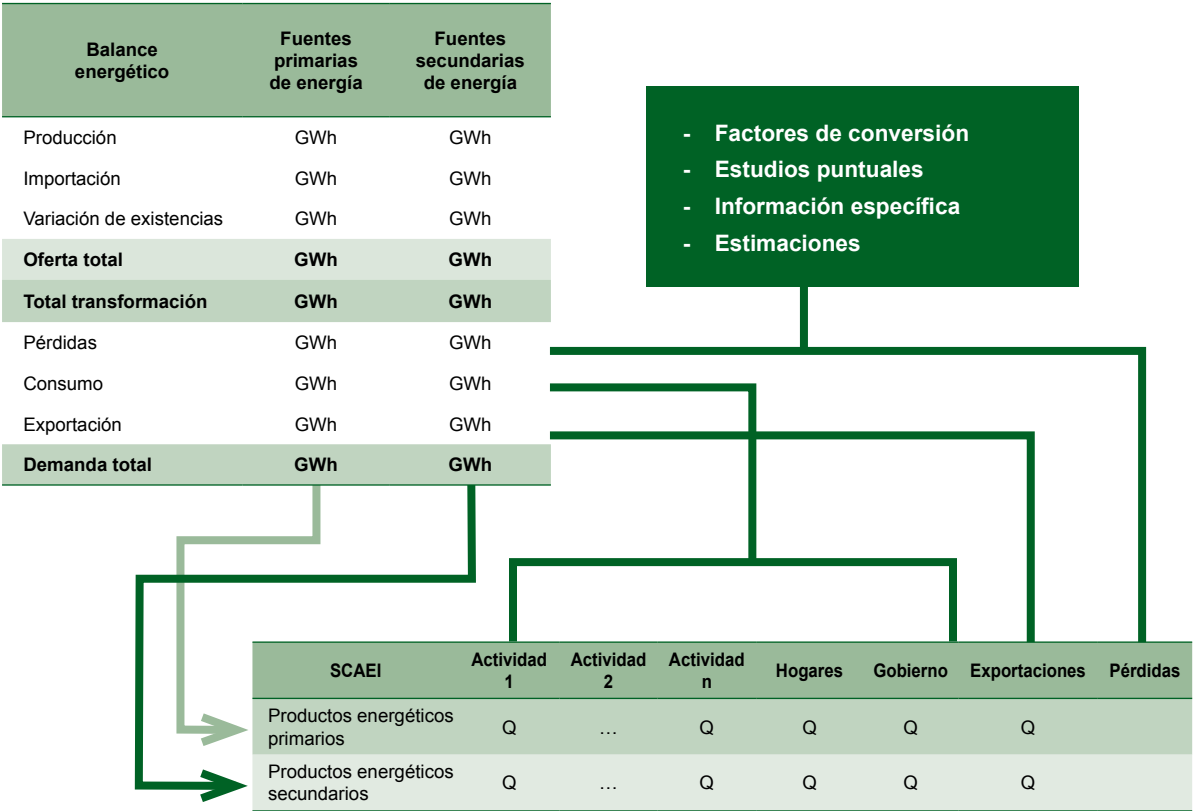 Balance energético Fuentes primarias de energía Fuentes secundarias de energía
Producción GWh GWh
Importación GWh GWh
Variación de existencias GWh GWh
Oferta total GWh GWh
Total transformación GWh GWh
Pérdidas GWh GWh
Consumo GWh GWh
Exportación GWh GWh
Demanda total GWh GWh
- Factores de conversión
- Estudios puntuales
- Información específica
- Estimaciones
SCAEI Actividad 1 Actividad 2 Actividad n Hogares Gobierno Exportaciones Pérdidas
Productos energéticos primarios Q … Q Q Q Q
Productos energéticos secundarios Q … Q Q Q Q